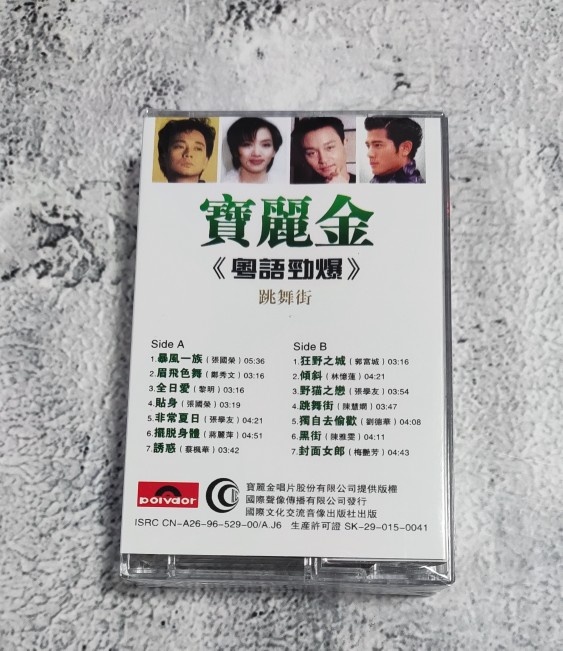 寶麗金
《粵語勁爆》
跳舞街
Side A
1.暴風一族（張國榮）05:36
2.眉飛色舞（鄭秀文）03:16
3.全日愛（黎明）03:16
4.貼身（張國榮）03:19
5.非常夏日（張學友）04:21
6.擺脱身體（蔣麗萍）04:51
7.誘惑（蔡楓華）03:42
Side B
1.狂野之城（郭富城）03:16
2.傾斜（林憶蓮）04:21
3.野猫之戀（張學友）03:54
4.跳舞街（陳慧嫻）03:47
5.獨自去偷歡（劉德華）04:08
6.黑街（陳雅雯）04:11
7.封面女郎（梅艷芳）04:43
polydor
寶麗金唱片股份有限公司提供版權
國際聲像傳播有限公司發行
國際文化交流音像出版社出版
ISRC CN-A26-96-529-00/A.J6 生産許可證 SK-29-015-0041